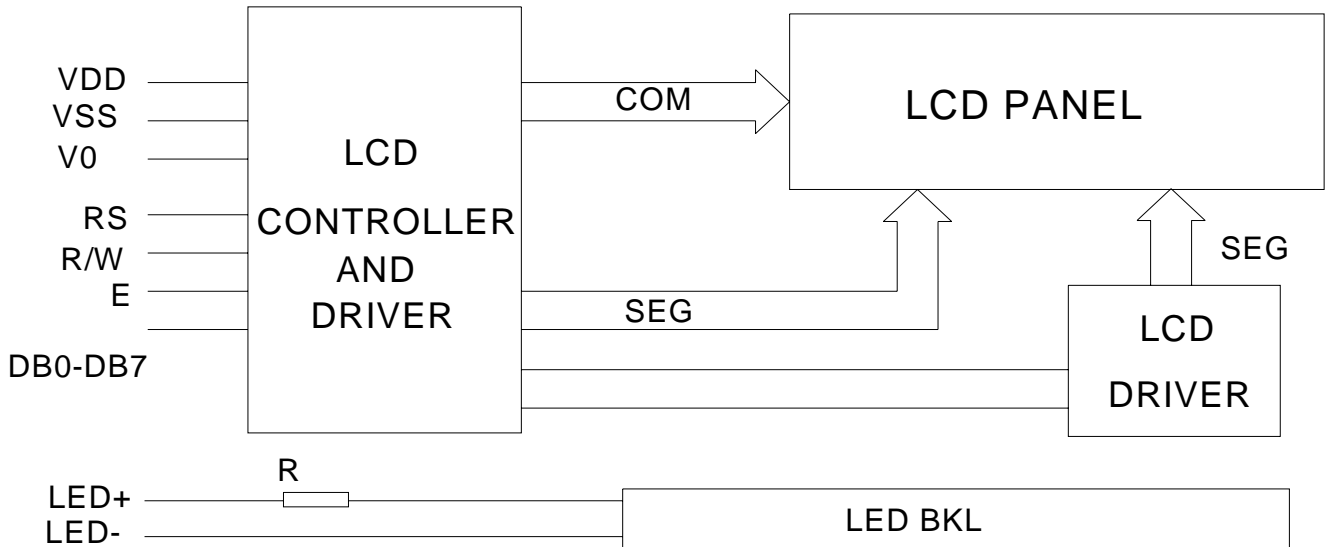 VDD
VSS
V0
RS
R/W
E
DB0-DB7
LCD
CONTROLLER
AND
DRIVER
COM
SEG
LCD PANEL
SEG
LCD
DRIVER
R
LED+
LED-
LED BKL